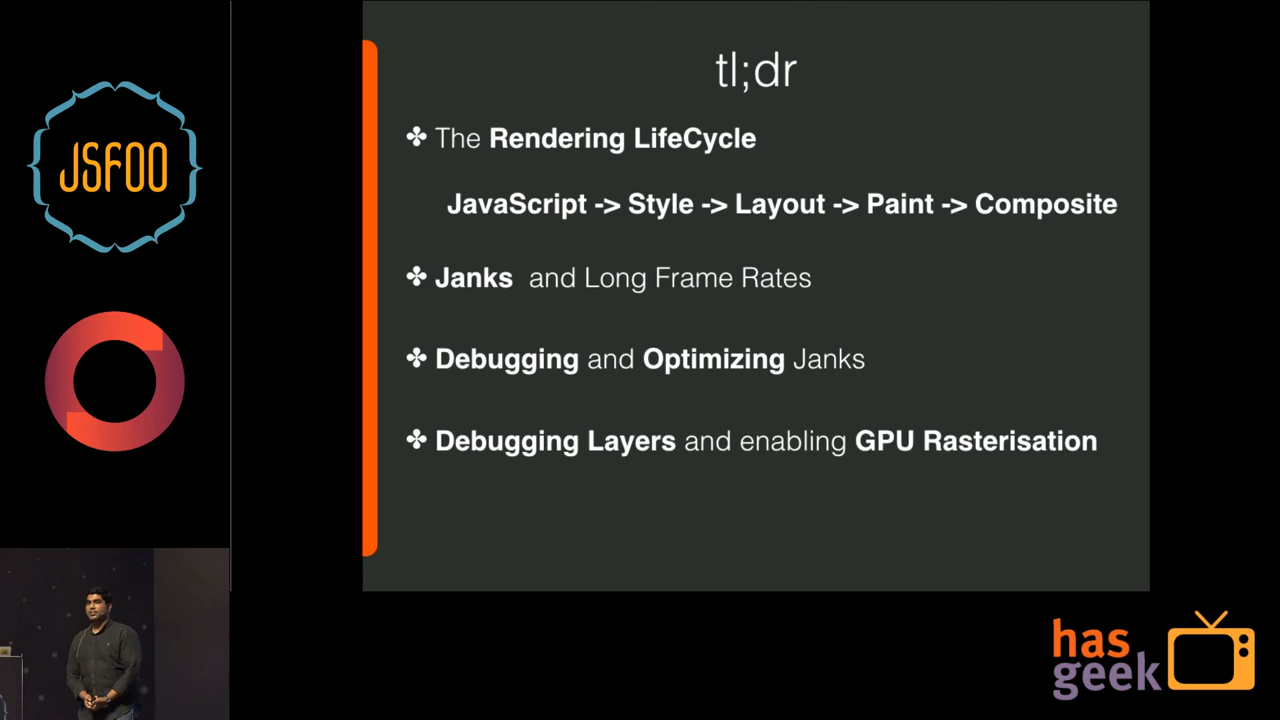 JSFOO
tl;dr
✤ The Rendering LifeCycle
JavaScript -> Style -> Layout -> Paint -> Composite
✤ Janks and Long Frame Rates
✤ Debugging and Optimizing Janks
✤ Debugging Layers and enabling GPU Rasterisation
has
geek